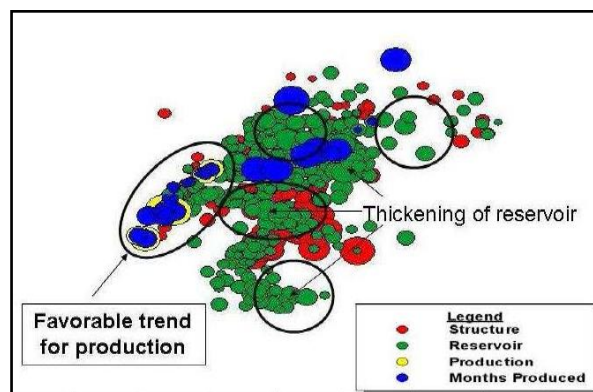 Thickening of reservoir
Favorable trend
for production
Legend
Structure
Reservoir
Production
Months Produced